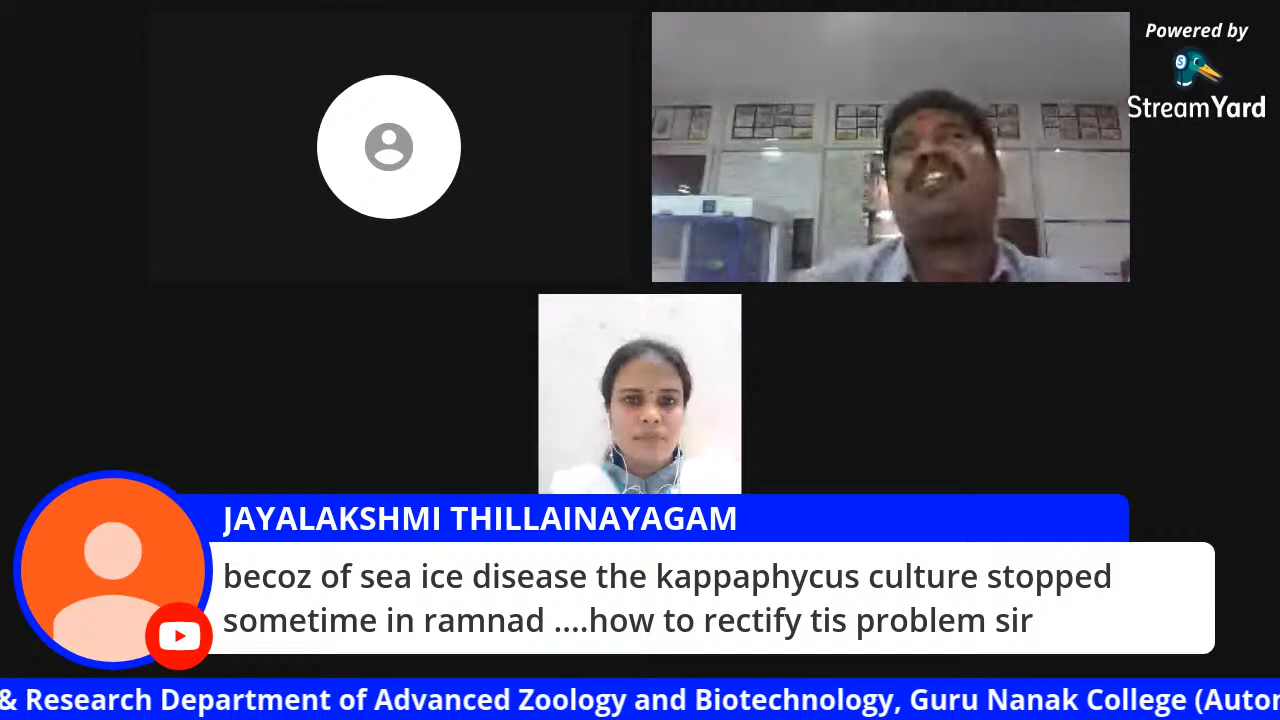 Powered by
StreamYard
JAYALAKSHMI THILLAINAYAGAM
becoz of sea ice disease the kappaphycus culture stopped
sometime in ramnad ....how to rectify tis problem sir
& Research Department of Advanced Zoology and Biotechnology, Guru Nanak College (Auton